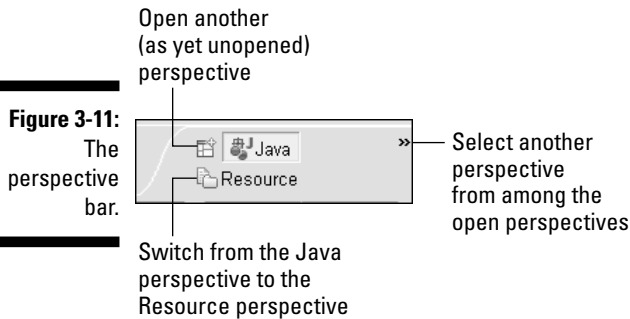 Open another
(as yet unopened)
perspective
Figure 3-11:
The
perspective
bar.
Java
»
Resource
Select another
perspective
from among the
open perspectives
Switch from the Java
perspective to the
Resource perspective